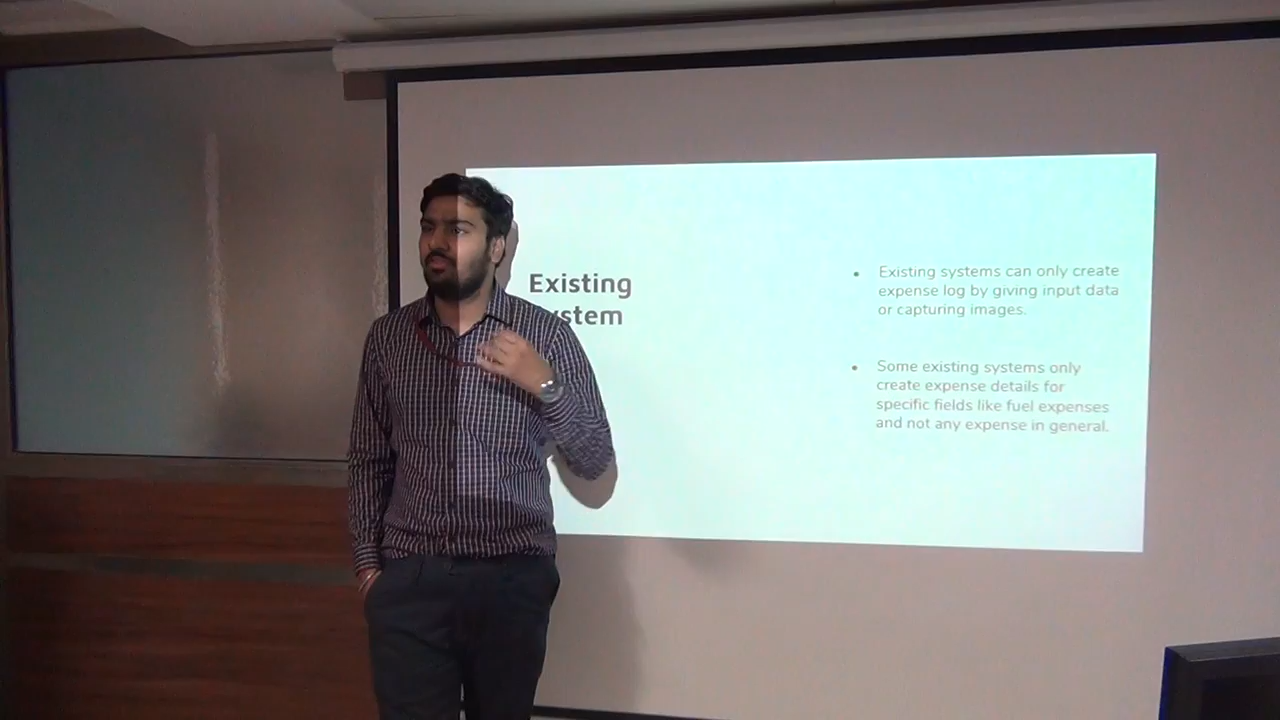 Existing
ystem
Existing systems can only create
expense log by giving input data
or capturing images.
Some existing systems only
create expense details for
specific fields like fuel expenses
and not any expense in general.